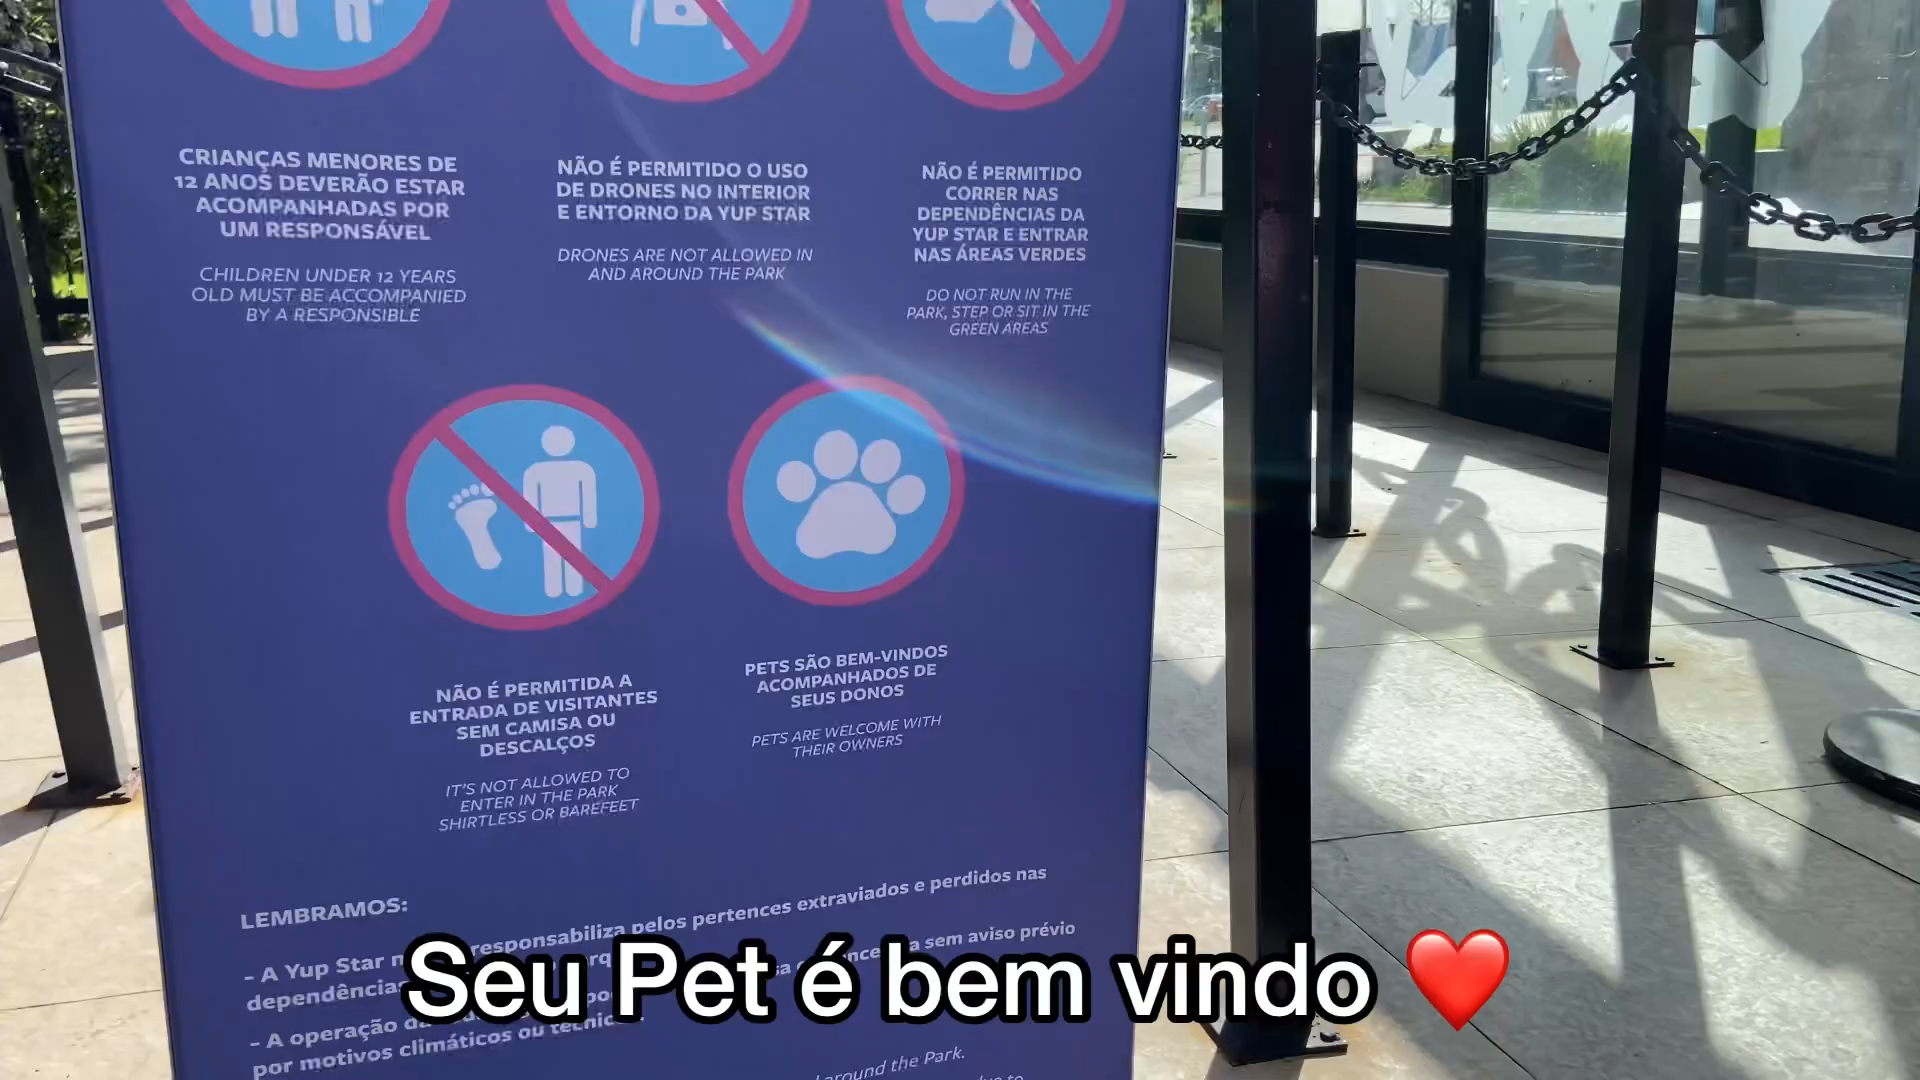 CRIANÇAS MENORES DE
12 ANOS DEVERÃO ESTAR
ACOMPANHADAS POR
UM RESPONSÁVEL
CHILDREN UNDER 12 YEARS
OLD MUST BE ACCOMPANIED
BY A RESPONSIBLE
NÃO É PERMITIDO O USO
DE DRONES NO INTERIOR
E ENTORNO DA YUP STAR
DRONES ARE NOT ALLOWED IN
AND AROUND THE PARK
NÃO É PERMITIDO
CORRER NAS
DEPENDÊNCIAS DA
YUP STAR E ENTRAR
NAS ÁREAS VERDES
DO NOT RUN IN THE
PARK, STEP OR SIT IN THE
GREEN AREAS
NÃO É PERMITIDA A
ENTRADA DE VISITANTES
SEM CAMISA OU
DESCALÇOS
IT'S NOT ALLOWED TO
ENTER IN THE PARK
SHIRTLESS OR BAREFEET
PETS SÃO BEM-VINDOS
ACOMPANHADOS DE
SEUS DONOS
PETS ARE WELCOME WITH
THEIR OWNERS
LEMBRAMOS:
- A Yup Star responsabiliza pelos pertences extraviados e perdidos nas
dependências
- A operação sem aviso prévio
por motivos climáticos ou
around the Park.
Seu Pet é bem vindo ❤️